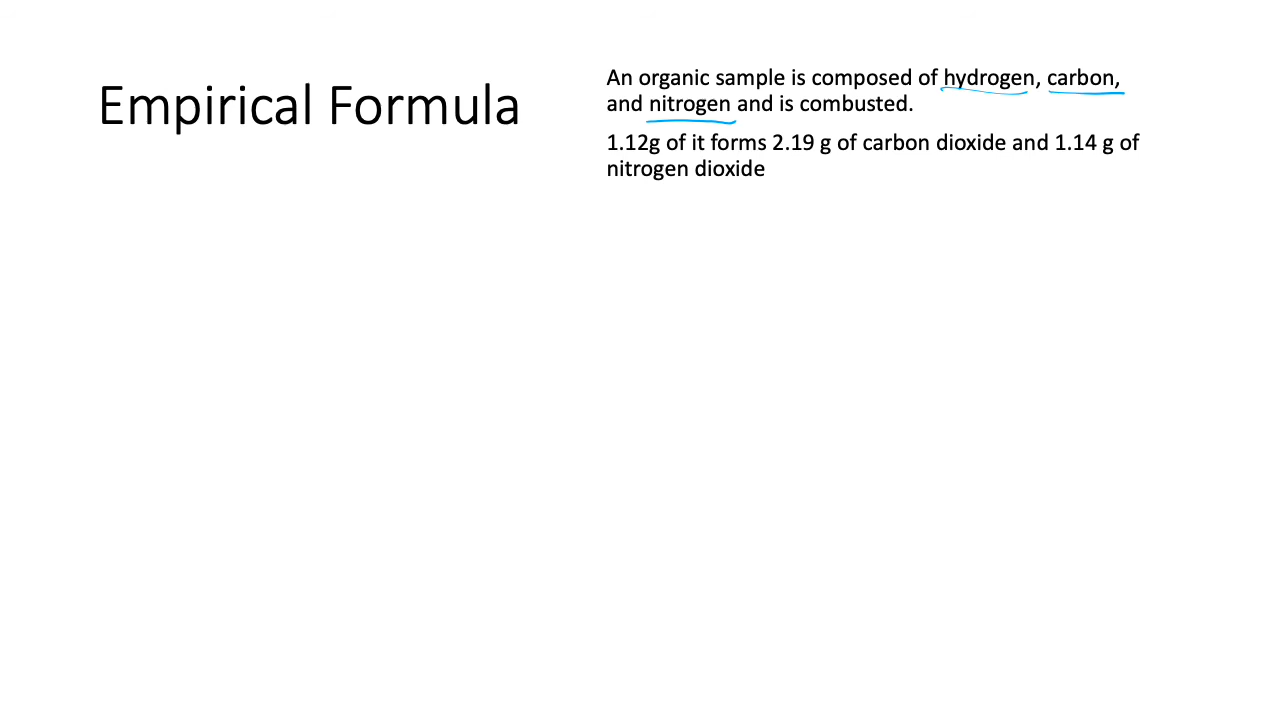 Empirical Formula
An organic sample is composed of hydrogen, carbon,
and nitrogen and is combusted.
1.12g of it forms 2.19 g of carbon dioxide and 1.14 g of
nitrogen dioxide